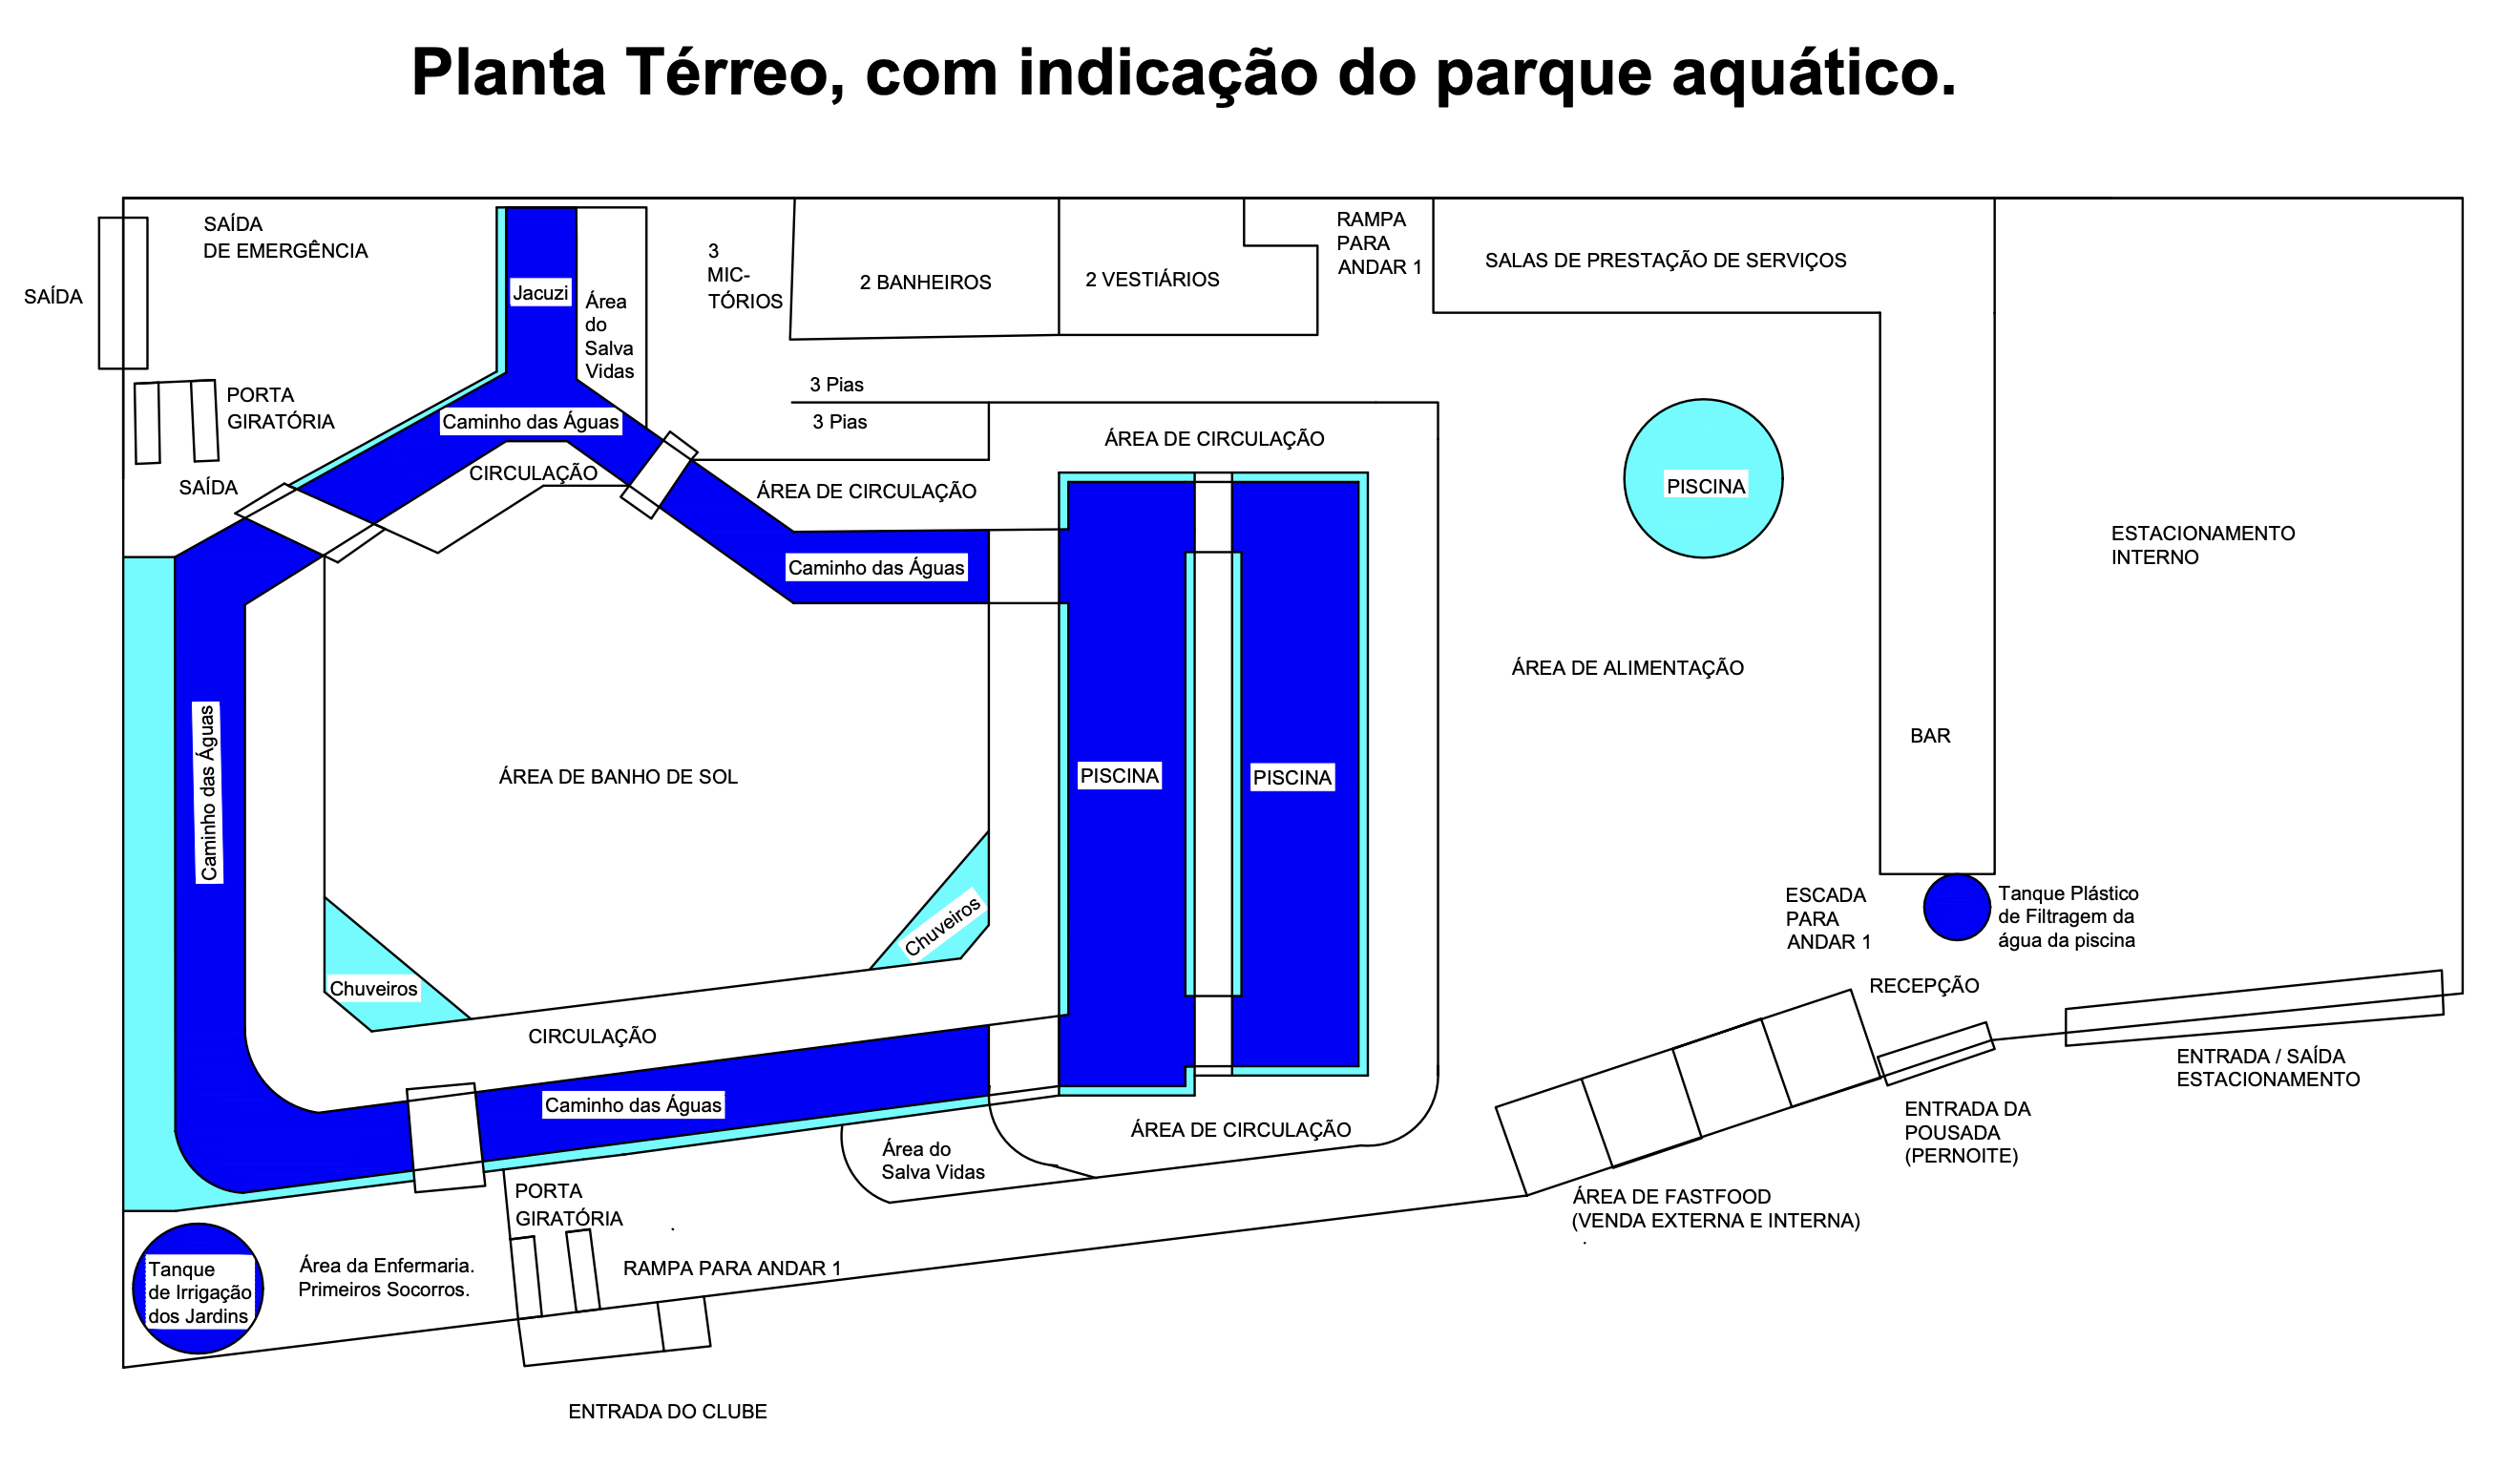 Planta Térreo, com indicação do parque aquático.
SAÍDA
DE EMERGÊNCIA
SAÍDA
Jacuzi
Área
do
Salva
Vidas
3
MIC-
TÓRIOS
2 BANHEIROS
2 VESTIÁRIOS
RAMPA
PARA
ANDAR 1
SALAS DE PRESTAÇÃO DE SERVIÇOS
PORTA
GIRATÓRIA
SAÍDA
Caminho das Águas
CIRCULAÇÃO
3 Pias
3 Pias
ÁREA DE CIRCULAÇÃO
ÁREA DE CIRCULAÇÃO
PISCINA
ESTACIONAMENTO
INTERNO
Caminho das Águas
ÁREA DE ALIMENTAÇÃO
Caminho das Águas
ÁREA DE BANHO DE SOL
PISCINA
PISCINA
BAR
Chuveiros
Chuveiros
ESCADA
PARA
ANDAR 1
Tanque Plástico
de Filtragem da
água da piscina
RECEPÇÃO
CIRCULAÇÃO
Caminho das Águas
ENTRADA / SAÍDA
ESTACIONAMENTO
ÁREA DE CIRCULAÇÃO
Área do
Salva Vidas
ENTRADA DA
POUSADA
(PERNOITE)
PORTA
GIRATÓRIA
ÁREA DE FASTFOOD
(VENDA EXTERNA E INTERNA)
Tanque
de Irrigação
dos Jardins
Área da Enfermaria.
Primeiros Socorros.
RAMPA PARA ANDAR 1
ENTRADA DO CLUBE